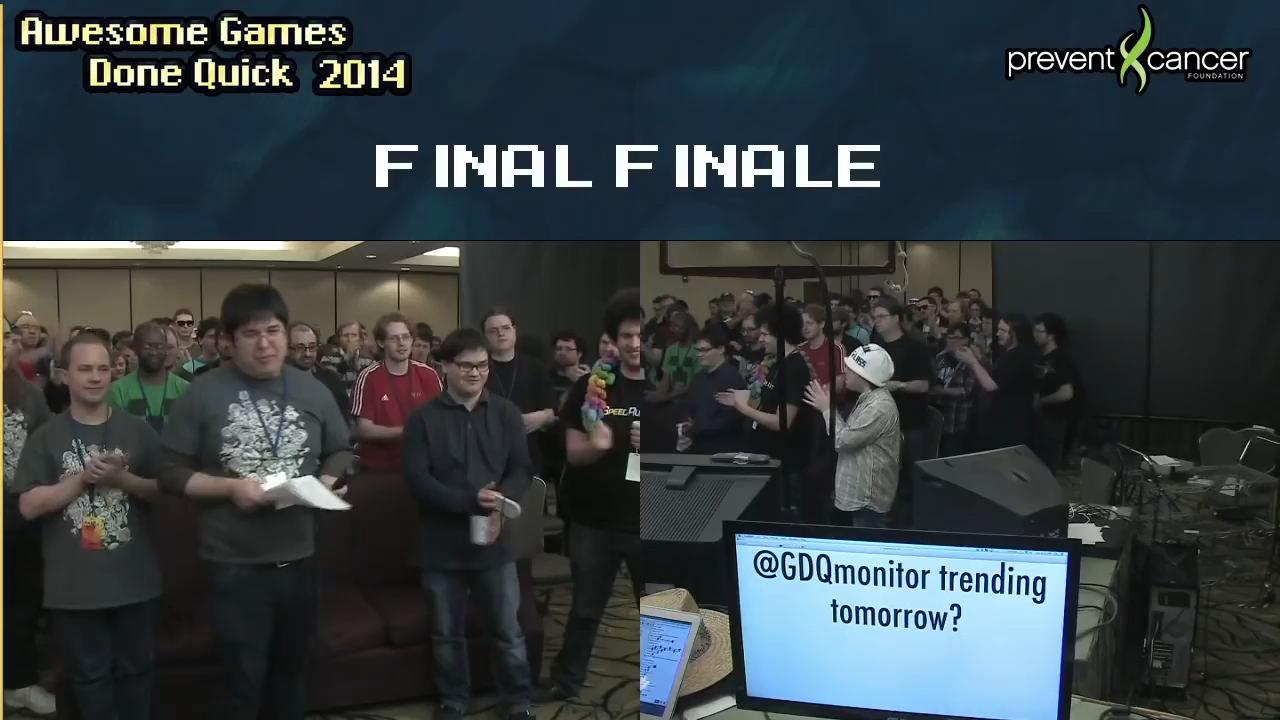 Awesome Games
Done Quick 2014
prevent cancer
FOUNDATION
FINAL FINALE
@GDQmonitor trending
tomorrow?